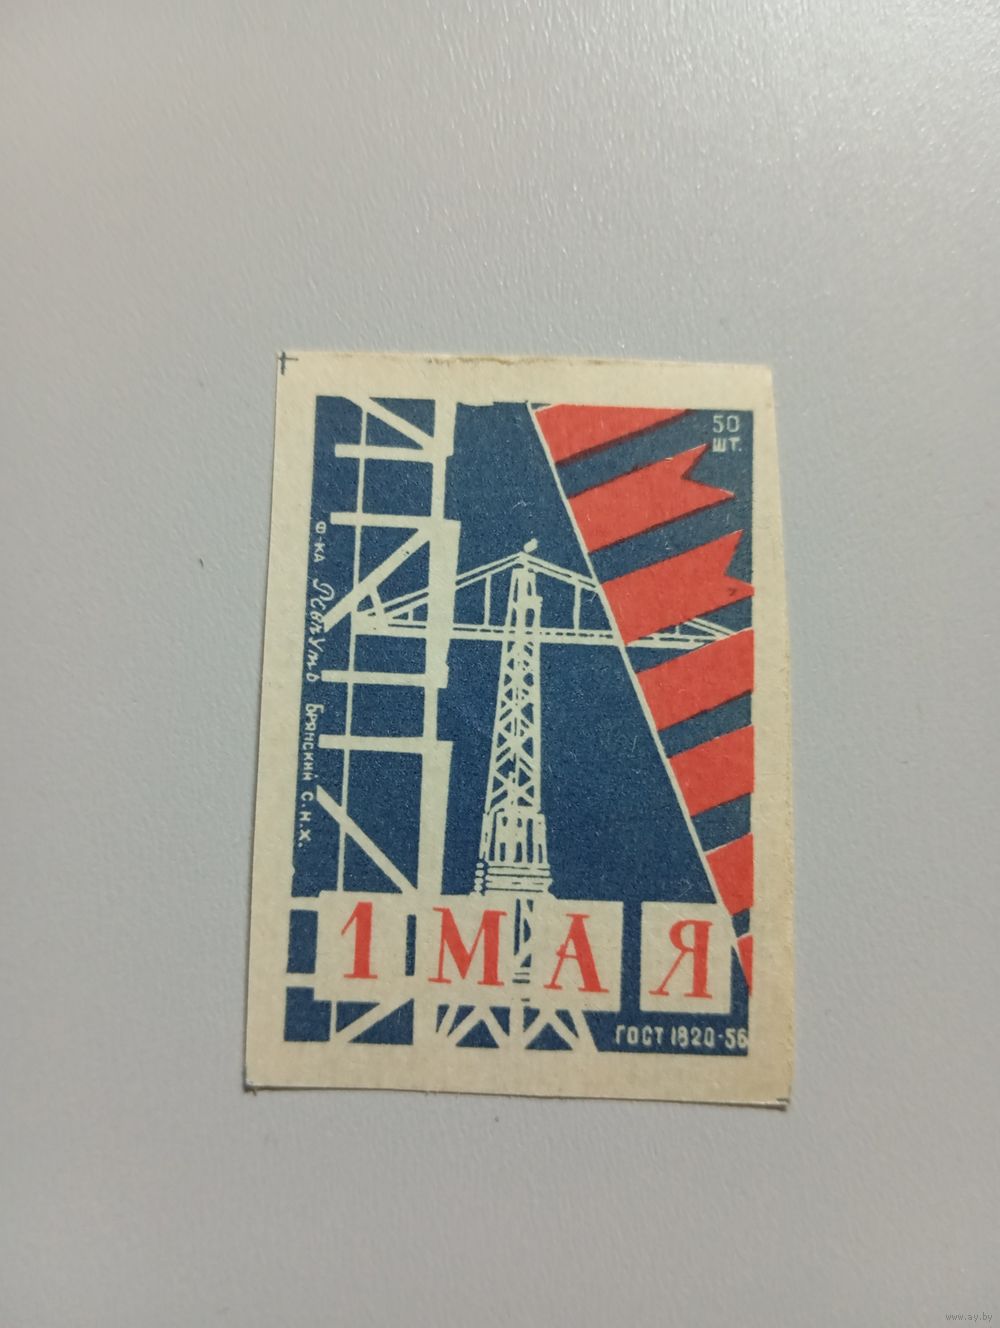 50
ШТ.
Ф-КА Ревпуть БРЯНСКИЙ С.Н.Х.
1 МАЯ
ГОСТ 1820-56
www.ay.by